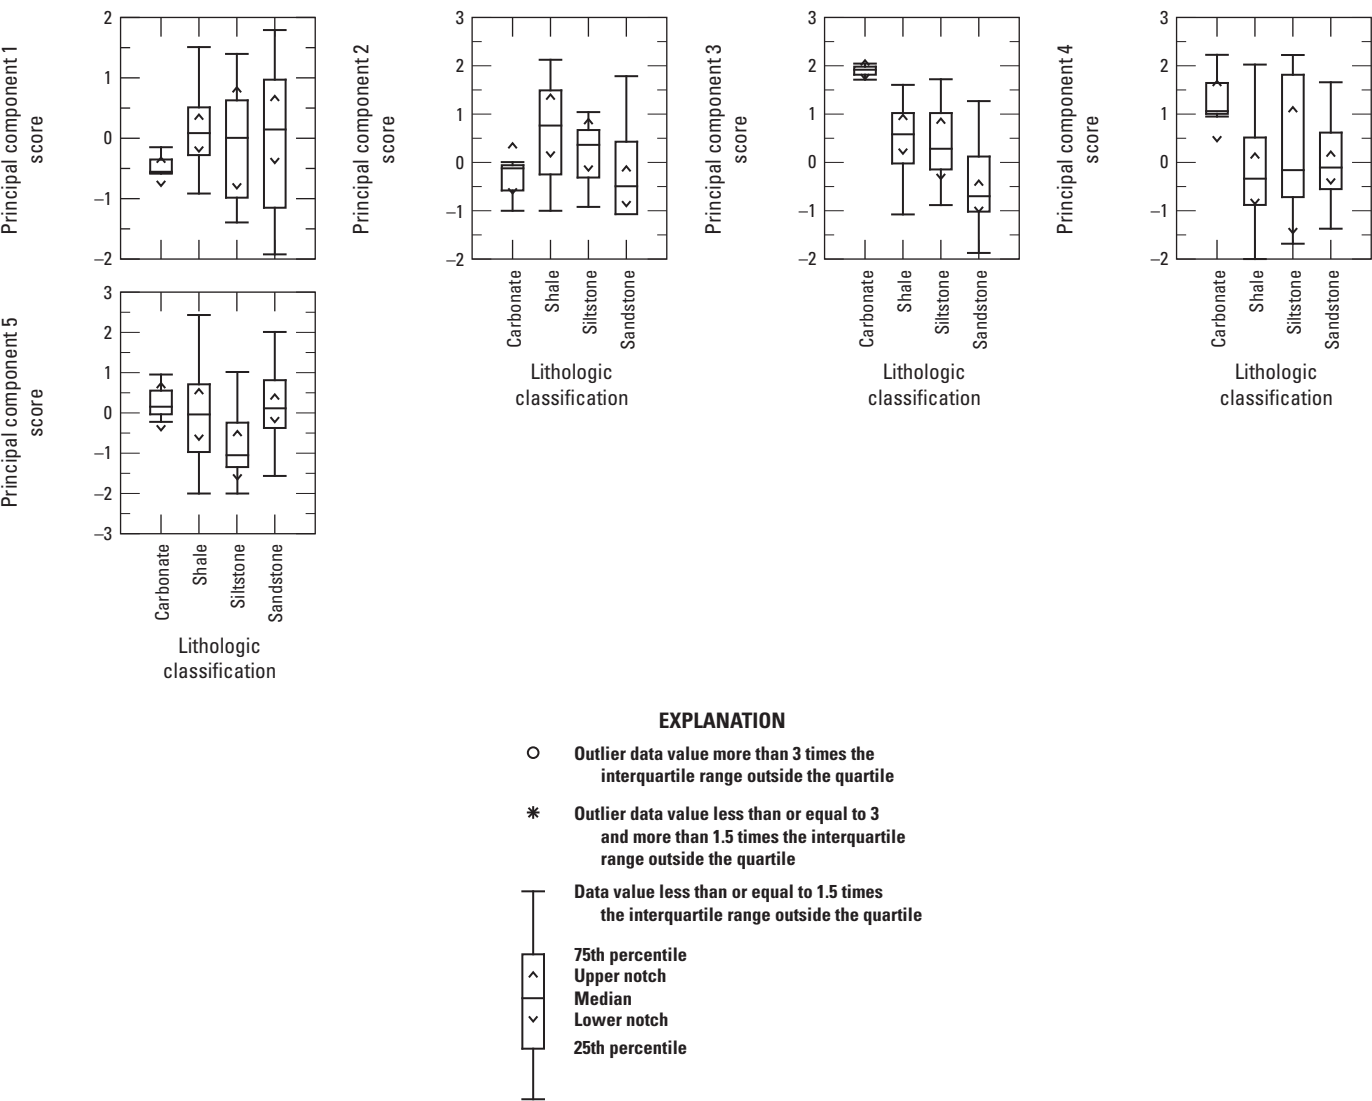 Principal component 1
score
2
1
0
–1
–2
Principal component 2
score
3
2
1
0
–1
–2
Carbonate
Shale
Siltstone
Sandstone
Lithologic
classification
Principal component 3
score
3
2
1
0
–1
–2
Carbonate
Shale
Siltstone
Sandstone
Lithologic
classification
Principal component 4
score
3
2
1
0
–1
–2
Carbonate
Shale
Siltstone
Sandstone
Lithologic
classification
Principal component 5
score
3
2
1
0
–1
–2
–3
Carbonate
Shale
Siltstone
Sandstone
Lithologic
classification
EXPLANATION
Outlier data value more than 3 times the
interquartile range outside the quartile
Outlier data value less than or equal to 3
and more than 1.5 times the interquartile
range outside the quartile
Data value less than or equal to 1.5 times
the interquartile range outside the quartile
75th percentile
Upper notch
Median
Lower notch
25th percentile